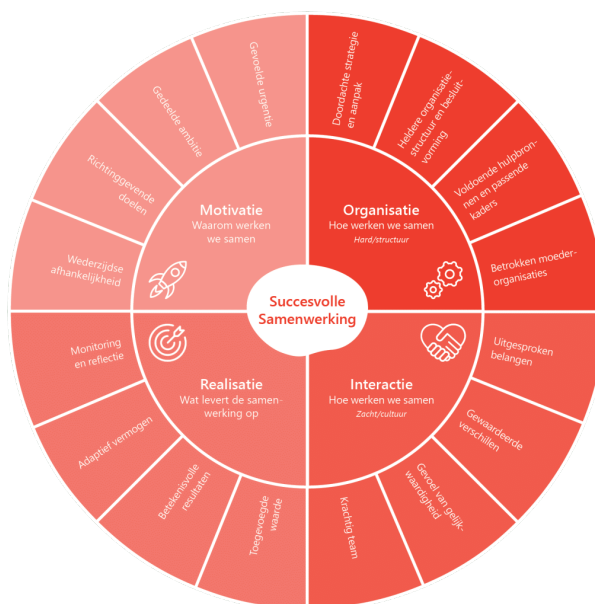 Gevoelde urgentie
Gedeelde ambitie
Richtinggevende
doelen
Wederzijdse
afhankelijkheid
Motivatie
Waarom werken
we samen
Doordachte strategie
en aanpak
Heldere organisatie-
structuur en besluit-
vorming
Voldoende hulpbron-
nen en passende
kaders
Betrokken moeder-
organisaties
Organisatie
Hoe werken we samen
Hard/structuur
Succesvolle
Samenwerking
Monitoring
en reflectie
Adaptief vermogen
Betekenisvolle
resultaten
Toegevoegde
waarde
Realisatie
Wat levert de samen-
werking op
Interactie
Hoe werken we samen
Zacht/cultuur
Uitgesproken
belangen
Gewaardeerde
verschillen
Gevoel van gelijk-
waardigheid
Krachtig team